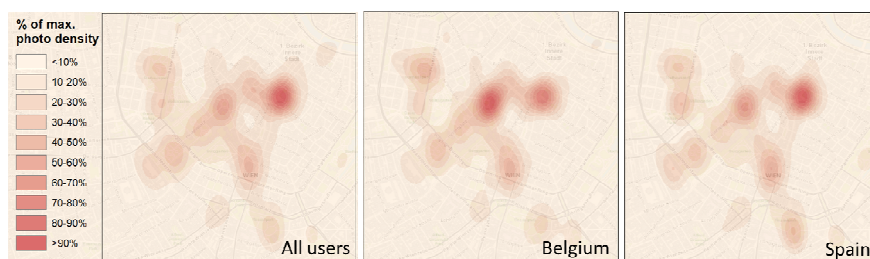 % of max.
photo density
<10%
10-20%
20-30%
30-40%
40-50%
50-60%
60-70%
70-80%
80-90%
>90%
All users
Belgium
Spain